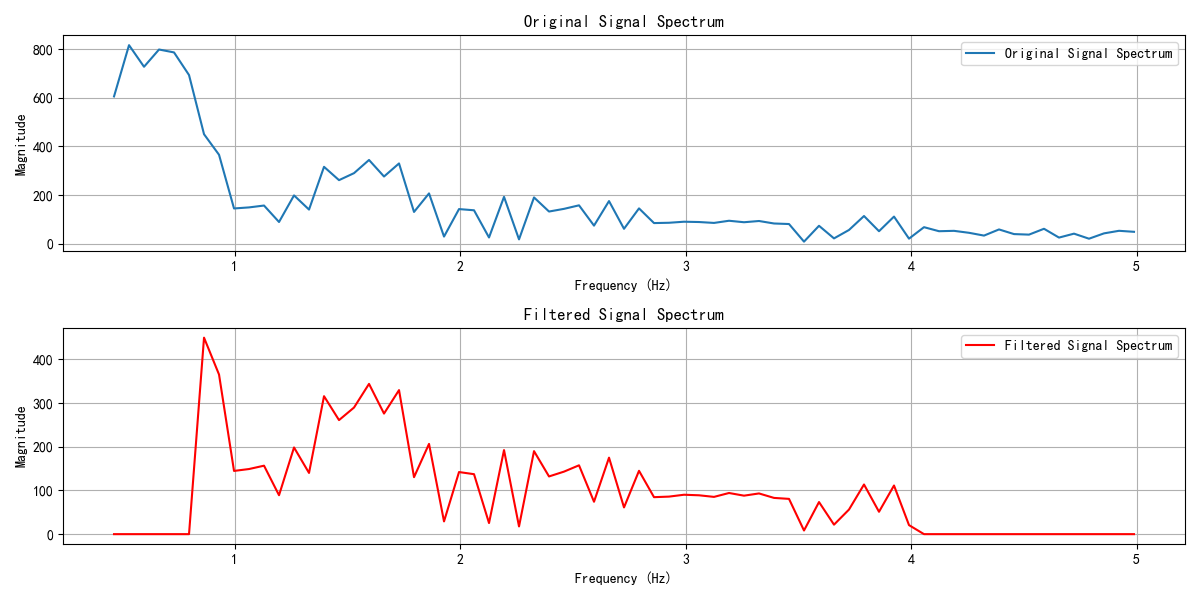 Original Signal Spectrum
800
600
400
200
0
Magnitude
Original Signal Spectrum
1 2 3 4 5
Frequency (Hz)
Filtered Signal Spectrum
400
300
200
100
0
Magnitude
Filtered Signal Spectrum
1 2 3 4 5
Frequency (Hz)